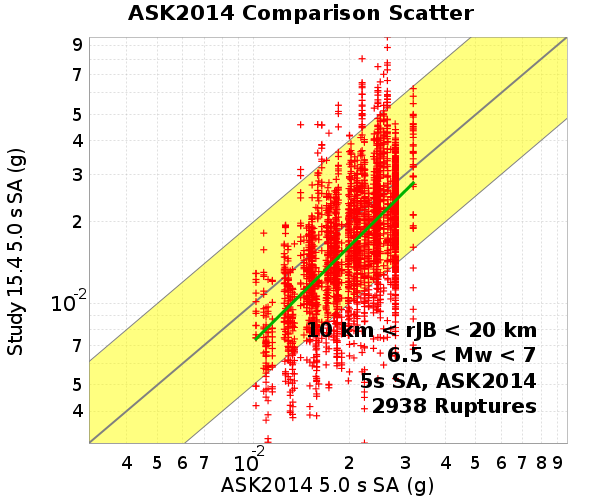 ASK2014 Comparison Scatter
Study 15.4 5.0 s SA (g)
9
7
5
4
3
2
10⁻²
7
5
4
10 km < rJB < 20 km
6.5 < Mw < 7
5s SA, ASK2014
2938 Ruptures
4 5 6 7 10⁻² 2 3 4 5 6 7 8 9
ASK2014 5.0 s SA (g)